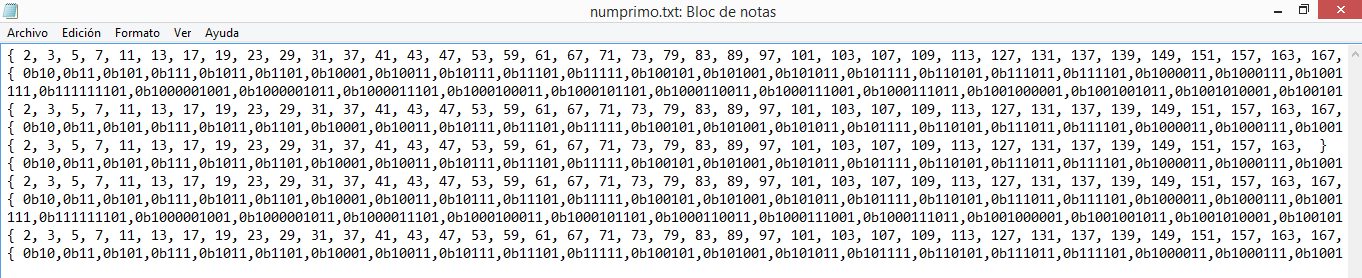 numprimo.txt: Bloc de notas
Archivo Edición Formato Ver Ayuda
{ 2, 3, 5, 7, 11, 13, 17, 19, 23, 29, 31, 37, 41, 43, 47, 53, 59, 61, 67, 71, 73, 79, 83, 89, 97, 101, 103, 107, 109, 113, 127, 131, 137, 139, 149, 151, 157, 163, 167,
{ 0b10,0b11,0b101,0b111,0b1011,0b1101,0b10001,0b10011,0b10111,0b11101,0b11111,0b100101,0b101001,0b101011,0b101111,0b110101,0b111011,0b111101,0b1000011,0b1000111,0b1001
111,0b111111101,0b1000001001,0b1000001011,0b1000011101,0b1000100011,0b1000101101,0b1000110011,0b1000111001,0b1000111011,0b1001000001,0b1001001011,0b1001010001,0b100101
{ 2, 3, 5, 7, 11, 13, 17, 19, 23, 29, 31, 37, 41, 43, 47, 53, 59, 61, 67, 71, 73, 79, 83, 89, 97, 101, 103, 107, 109, 113, 127, 131, 137, 139, 149, 151, 157, 163, 167,
{ 0b10,0b11,0b101,0b111,0b1011,0b1101,0b10001,0b10011,0b10111,0b11101,0b11111,0b100101,0b101001,0b101011,0b101111,0b110101,0b111011,0b111101,0b1000011,0b1000111,0b1001
{ 2, 3, 5, 7, 11, 13, 17, 19, 23, 29, 31, 37, 41, 43, 47, 53, 59, 61, 67, 71, 73, 79, 83, 89, 97, 101, 103, 107, 109, 113, 127, 131, 137, 139, 149, 151, 157, 163, }
{ 0b10,0b11,0b101,0b111,0b1011,0b1101,0b10001,0b10011,0b10111,0b11101,0b11111,0b100101,0b101001,0b101011,0b101111,0b110101,0b111011,0b111101,0b1000011,0b1000111,0b1001
{ 2, 3, 5, 7, 11, 13, 17, 19, 23, 29, 31, 37, 41, 43, 47, 53, 59, 61, 67, 71, 73, 79, 83, 89, 97, 101, 103, 107, 109, 113, 127, 131, 137, 139, 149, 151, 157, 163, 167,
{ 0b10,0b11,0b101,0b111,0b1011,0b1101,0b10001,0b10011,0b10111,0b11101,0b11111,0b100101,0b101001,0b101011,0b101111,0b110101,0b111011,0b111101,0b1000011,0b1000111,0b1001
111,0b111111101,0b1000001001,0b1000001011,0b1000011101,0b1000100011,0b1000101101,0b1000110011,0b1000111001,0b1000111011,0b1001000001,0b1001001011,0b1001010001,0b100101
{ 2, 3, 5, 7, 11, 13, 17, 19, 23, 29, 31, 37, 41, 43, 47, 53, 59, 61, 67, 71, 73, 79, 83, 89, 97, 101, 103, 107, 109, 113, 127, 131, 137, 139, 149, 151, 157, 163, 167,
{ 0b10,0b11,0b101,0b111,0b1011,0b1101,0b10001,0b10011,0b10111,0b11101,0b11111,0b100101,0b101001,0b101011,0b101111,0b110101,0b111011,0b111101,0b1000011,0b1000111,0b1001